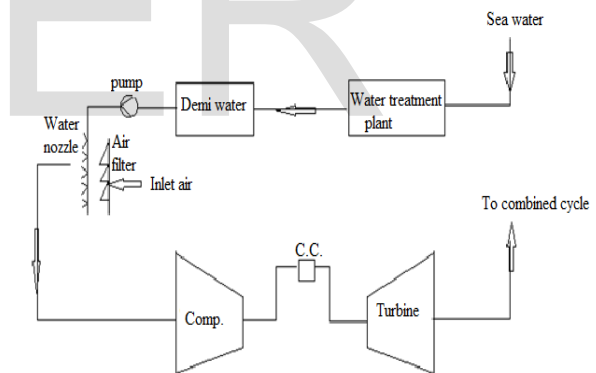 Sea water
pump
Demi water
Water treatment
plant
Water
nozzle
Air
filter
Inlet air
To combined cycle
C.C.
Comp.
Turbine
ER